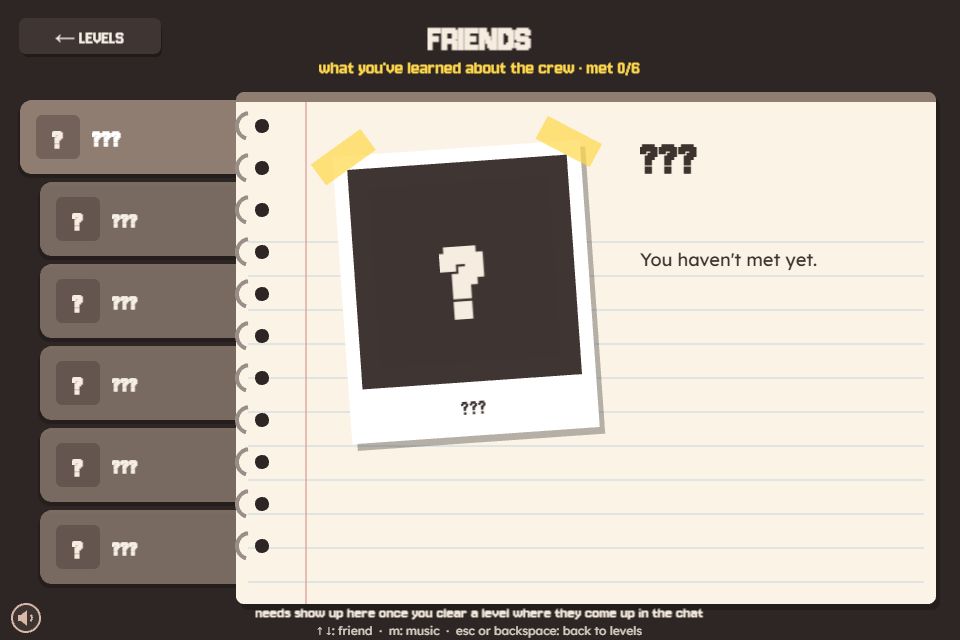 ← LEVELS
FRIENDS
what you've learned about the crew · met 0/6
? ???
? ???
? ???
? ???
? ???
? ???
?
???
???
You haven't met yet.
needs show up here once you clear a level where they come up in the chat
↑ ↓: friend · m: music · esc or backspace: back to levels